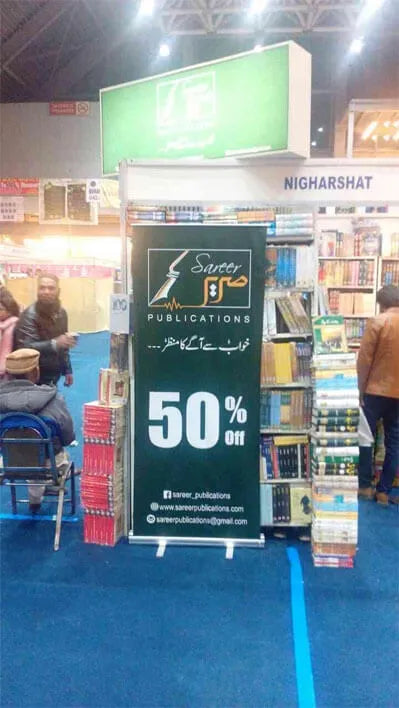 NIGHARSHAT
Sareer
صریر
PUBLICATIONS
خواب سے آگے کا منظر ...
50% Off
sareer_publications
www.sareerpublications.com
sareerpublications@gmail.com